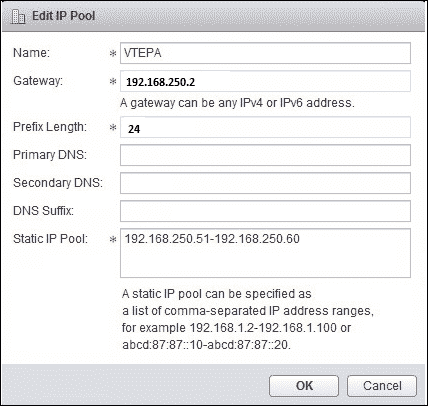 Edit IP Pool
Name: * VTEPA
Gateway: * 192.168.250.2
A gateway can be any IPv4 or IPv6 address.
Prefix Length: * 24
Primary DNS:
Secondary DNS:
DNS Suffix:
Static IP Pool: * 192.168.250.51-192.168.250.60
A static IP pool can be specified as
a list of comma-separated IP address ranges,
for example 192.168.1.2-192.168.1.100 or
abcd:87:87::10-abcd:87:87::20.
OK Cancel